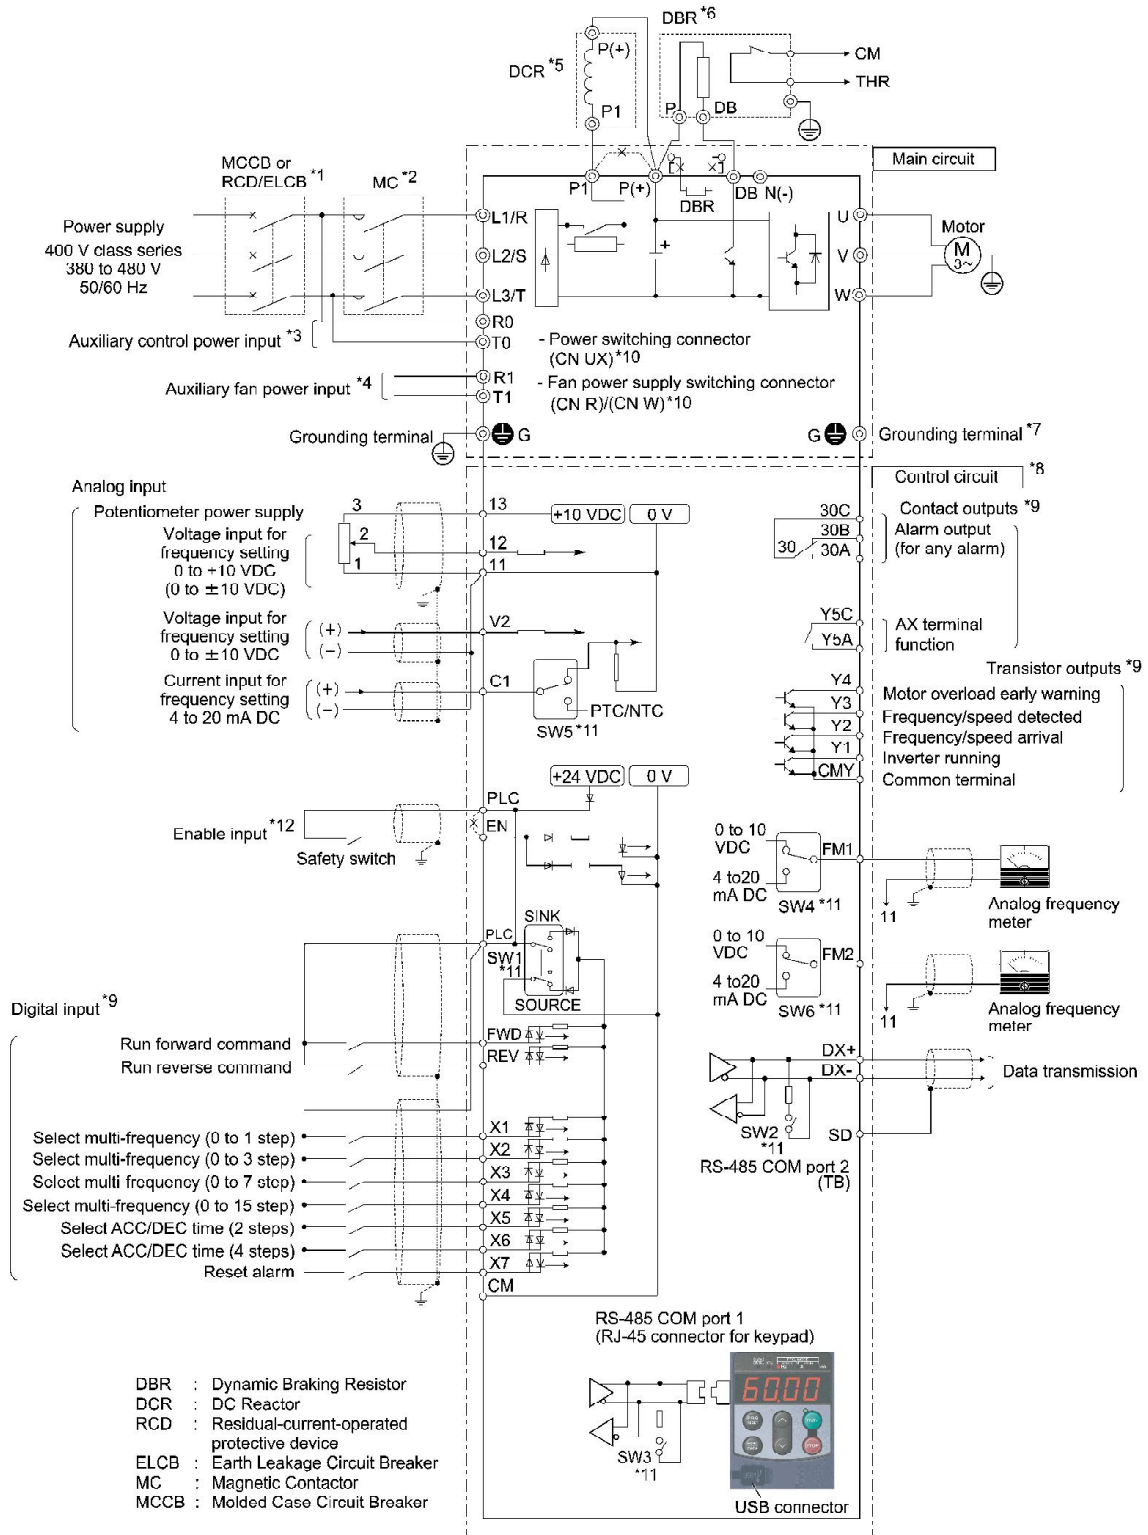 DBR *6
P(+)
DCR *5
P1
CM
THR
P
DB
Main circuit
MCCB or
RCD/ELCB *1
MC *2
P1
P(+)
DBR
DB
N(-)
Power supply
400 V class series
380 to 480 V
50/60 Hz
L1/R
L2/S
L3/T
+
U
V
W
Motor
M
3~
Auxiliary control power input *3
R0
T0
- Power switching connector
(CN UX) *10
Auxiliary fan power input *4
R1
T1
- Fan power supply switching connector
(CN R)/(CN W) *10
Grounding terminal
G
G
Grounding terminal *7
Control circuit *8
Analog input
Potentiometer power supply
Voltage input for
frequency setting
0 to +10 VDC
(0 to ±10 VDC)
3
2
1
13
12
11
+10 VDC
0 V
Voltage input for
frequency setting
0 to ±10 VDC
(+)
(−)
V2
Current input for
frequency setting
4 to 20 mA DC
(+)
(−)
C1
PTC/NTC
SW5 *11
Contact outputs *9
30C
30B
30
30A
Alarm output
(for any alarm)
Y5C
Y5A
AX terminal
function
Transistor outputs *9
Y4
Motor overload early warning
Y3
Frequency/speed detected
Y2
Frequency/speed arrival
Y1
Inverter running
CMY
Common terminal
+24 VDC
0 V
PLC
EN
Enable input *12
Safety switch
0 to 10
VDC
4 to20
mA DC
FM1
SW4 *11
11
Analog frequency
meter
0 to 10
VDC
4 to20
mA DC
FM2
SW6 *11
11
Analog frequency
meter
PLC
SINK
SW1
*11
SOURCE
Digital input *9
Run forward command
FWD
Run reverse command
REV
DX+
DX-
Data transmission
SW2
*11
SD
RS-485 COM port 2
(TB)
Select multi-frequency (0 to 1 step)
X1
Select multi-frequency (0 to 3 step)
X2
Select multi frequency (0 to 7 step)
X3
Select multi-frequency (0 to 15 step)
X4
Select ACC/DEC time (2 steps)
X5
Select ACC/DEC time (4 steps)
X6
Reset alarm
X7
CM
RS-485 COM port 1
(RJ-45 connector for keypad)
SW3
*11
60.00
USB connector
DBR : Dynamic Braking Resistor
DCR : DC Reactor
RCD : Residual-current-operated
protective device
ELCB : Earth Leakage Circuit Breaker
MC : Magnetic Contactor
MCCB : Molded Case Circuit Breaker